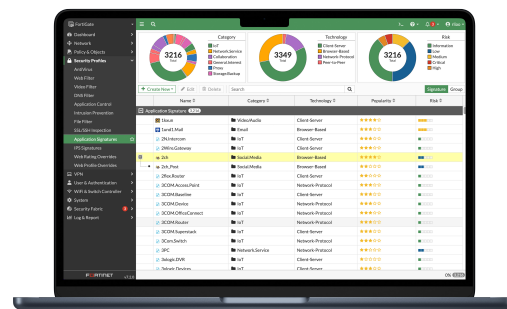 FortiGate
Hilal
Dashboard
Network
Policy & Objects
Security Profiles
AntiVirus
Web Filter
Video Filter
DNS Filter
Application Control
Intrusion Prevention
File Filter
SSL/SSH Inspection
Application Signatures
IPS Signatures
Web Rating Overrides
Web Profile Overrides
VPN
User & Authentication
WiFi & Switch Controller
System
Security Fabric
Log & Report
FORTINET
Category
3216
Total
IoT
Network.Service
Collaboration
General.Interest
Proxy
Storage.Backup
Technology
3349
Total
Client-Server
Browser-Based
Network-Protocol
Peer-to-Peer
Risk
3216
Total
Information
Low
Medium
Critical
High
+ Create New
Edit
Delete
Search
Signature
Group
Name
Category
Technology
Popularity
Risk
Application Signature 3216
1kxun
Video/Audio
Client-Server
1und1.Mail
Email
Browser-Based
2N.Intercom
IoT
Client-Server
2Wire.Gateway
IoT
Client-Server
2ch
Social.Media
Browser-Based
2ch_Post
Social.Media
Browser-Based
2flex.Router
IoT
Client-Server
3COM.Access.Point
IoT
Network-Protocol
3COM.Baseline
IoT
Network-Protocol
3COM.Device
IoT
Network-Protocol
3COM.OfficeConnect
IoT
Network-Protocol
3COM.Router
IoT
Client-Server
3COM.Superstack
IoT
Client-Server
3Com.Switch
IoT
Network-Protocol
3PC
Network.Service
Network-Protocol
3xlogic.DVR
IoT
Client-Server
3xlogic.Devices
IoT
Network-Protocol
0% 3216